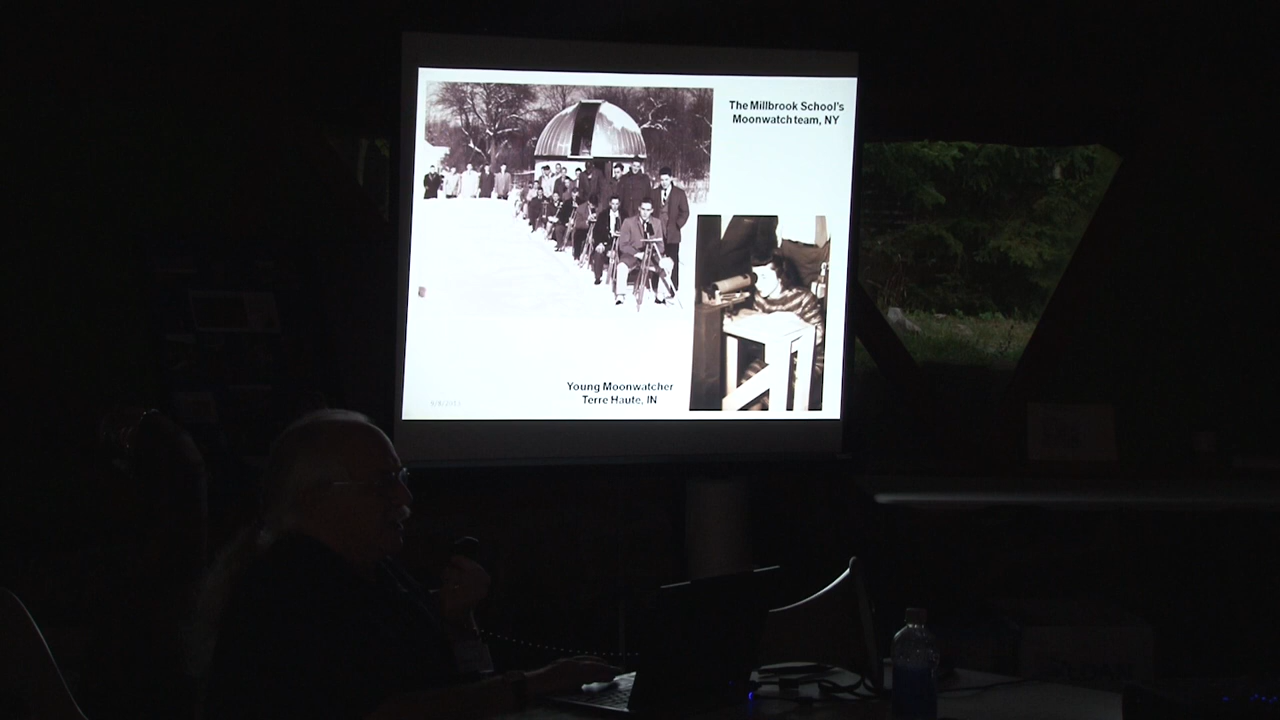 The Millbrook School's
Moonwatch team, NY
Young Moonwatcher
Terre Haute, IN